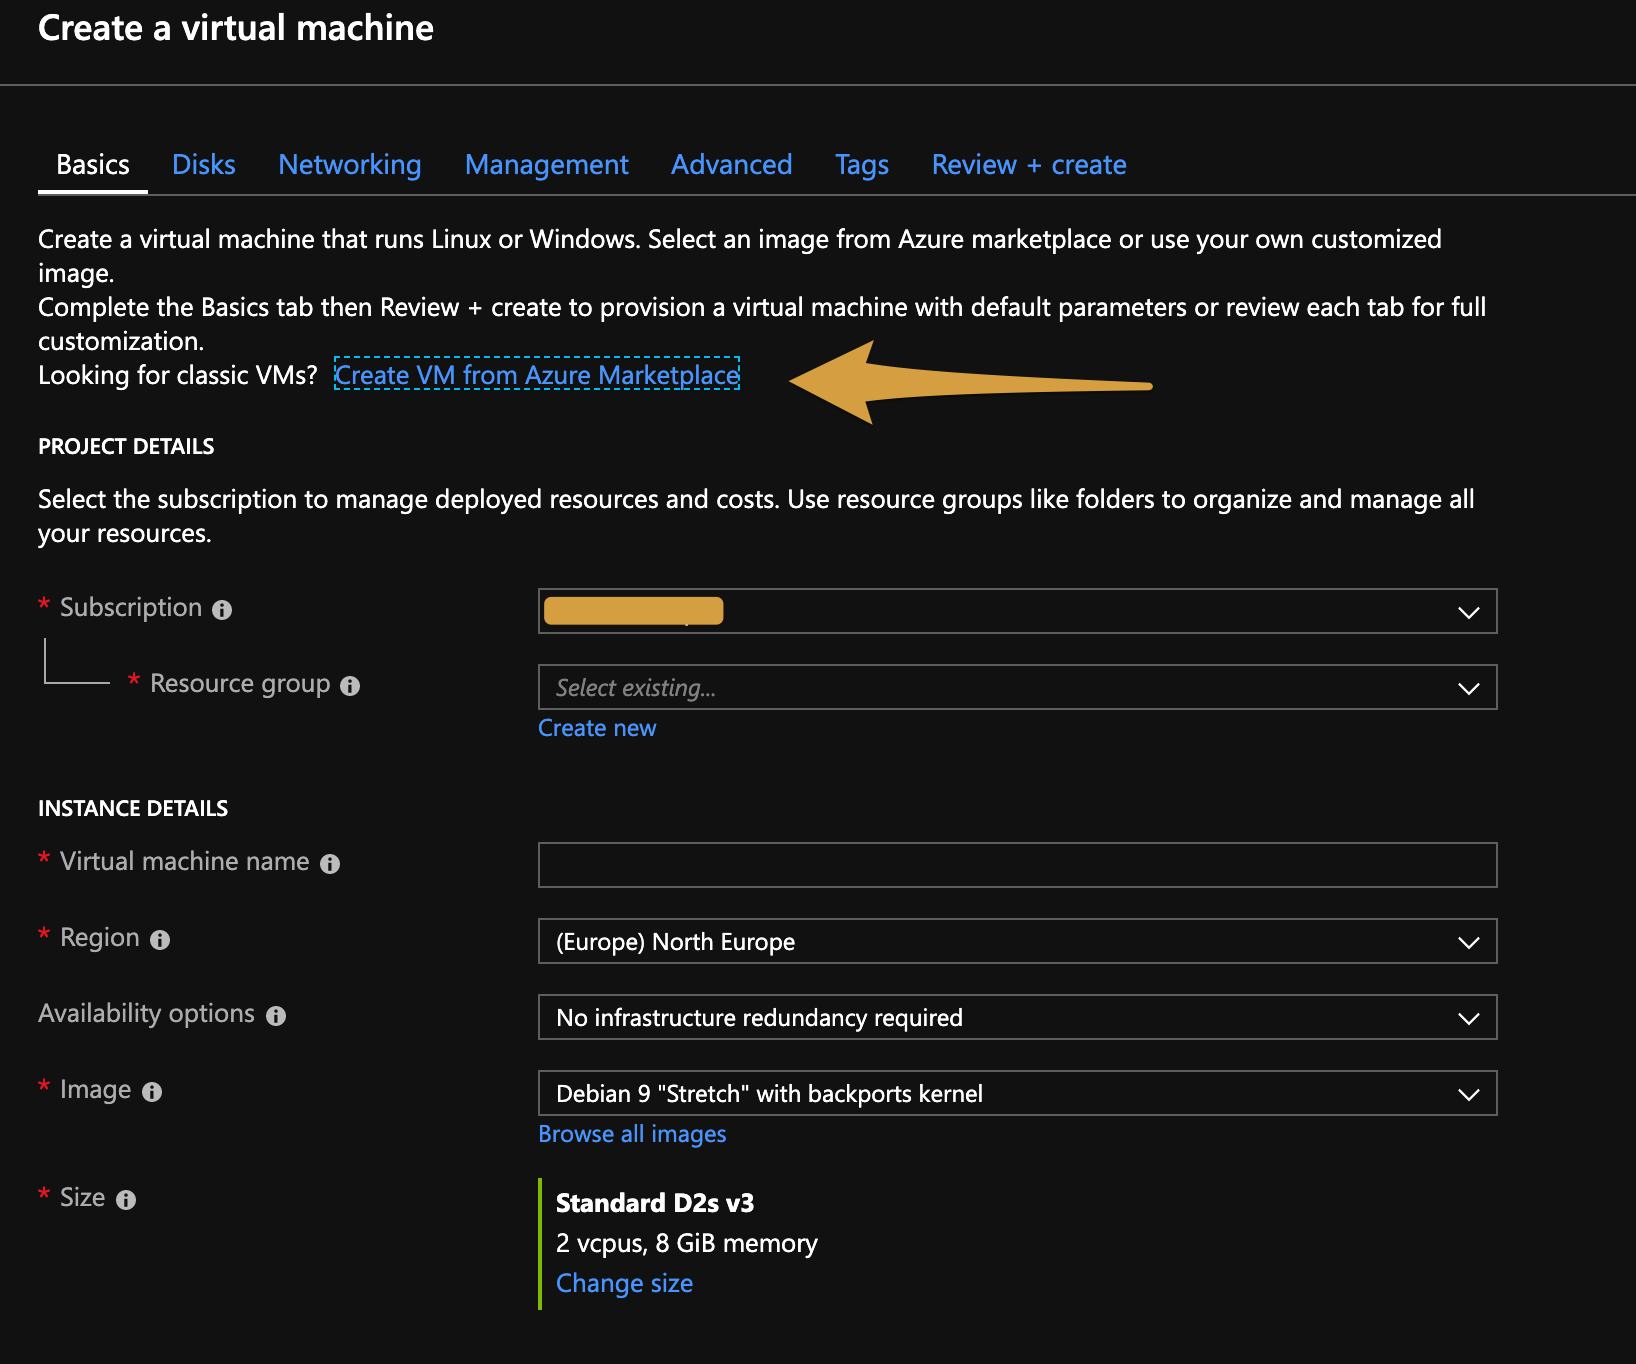 Create a virtual machine
Basics Disks Networking Management Advanced Tags Review + create
Create a virtual machine that runs Linux or Windows. Select an image from Azure marketplace or use your own customized
image.
Complete the Basics tab then Review + create to provision a virtual machine with default parameters or review each tab for full
customization.
Looking for classic VMs? Create VM from Azure Marketplace
PROJECT DETAILS
Select the subscription to manage deployed resources and costs. Use resource groups like folders to organize and manage all
your resources.
* Subscription
* Resource group Select existing...
Create new
INSTANCE DETAILS
* Virtual machine name
* Region (Europe) North Europe
Availability options No infrastructure redundancy required
* Image Debian 9 "Stretch" with backports kernel
Browse all images
* Size Standard D2s v3
2 vcpus, 8 GiB memory
Change size